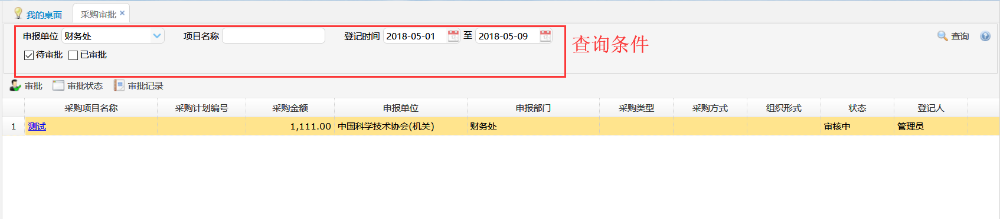 我的桌面 采购审批
申报单位 财务处 项目名称 登记时间 2018-05-01 至 2018-05-09 查询
待审批 已审批
查询条件
审批 审批状态 审批记录
采购项目名称 采购计划编号 采购金额 申报单位 申报部门 采购类型 采购方式 组织形式 状态 登记人
1 测试 1,111.00 中国科学技术协会(机关) 财务处 审核中 管理员